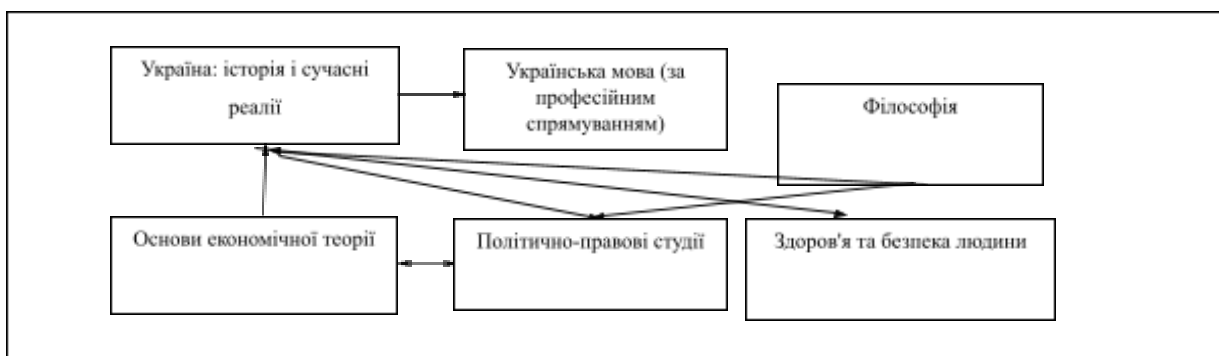 Україна: історія і сучасні
реалії
Українська мова (за
професійним
спрямуванням)
Філософія
Основи економічної теорії
Політично-правові студії
Здоров'я та безпека людини